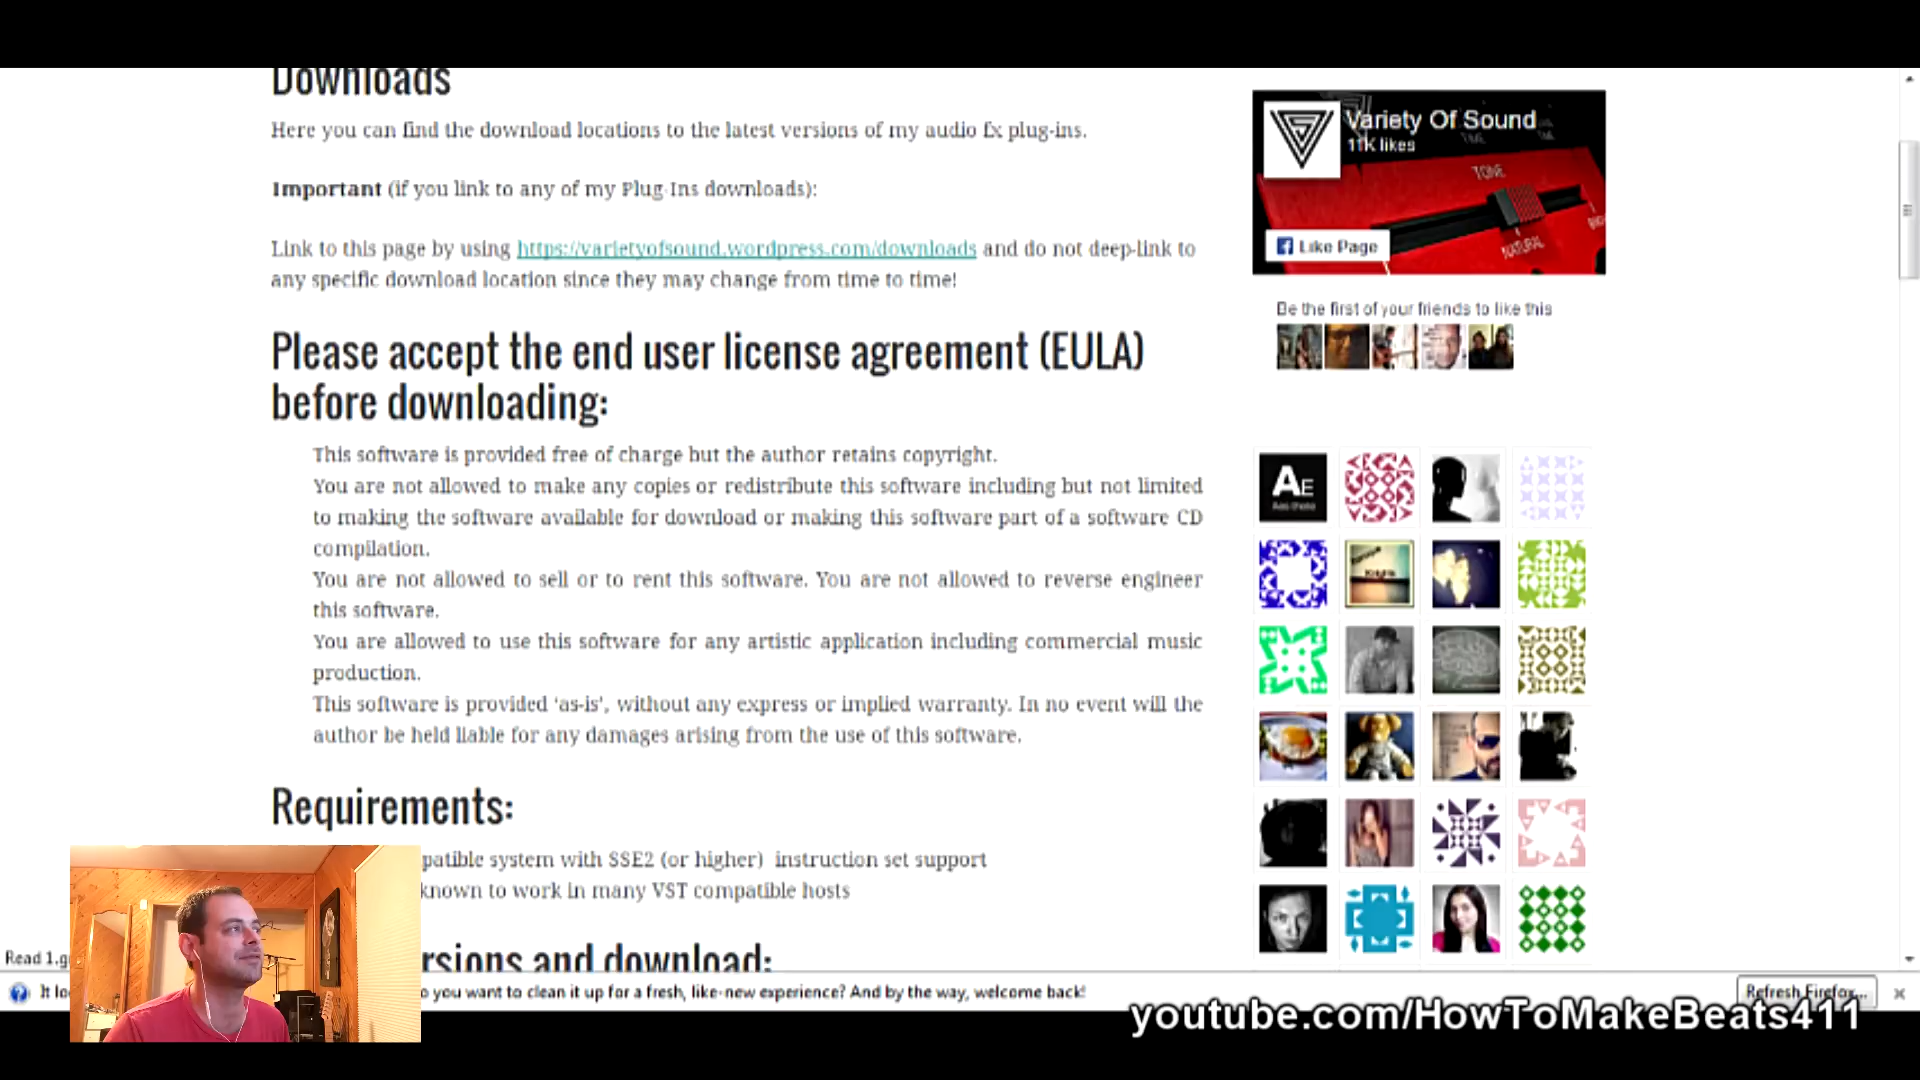 Downloads
Here you can find the download locations to the latest versions of my audio fx plug-ins.
Important (if you link to any of my Plug-Ins downloads):
Link to this page by using https://varietyofsound.wordpress.com/downloads and do not deep-link to
any specific download location since they may change from time to time!
Please accept the end user license agreement (EULA)
before downloading:
This software is provided free of charge but the author retains copyright.
You are not allowed to make any copies or redistribute this software including but not limited
to making the software available for download or making this software part of a software CD
compilation.
You are not allowed to sell or to rent this software. You are not allowed to reverse engineer
this software.
You are allowed to use this software for any artistic application including commercial music
production.
This software is provided ‘as-is’, without any express or implied warranty. In no event will the
author be held liable for any damages arising from the use of this software.
Requirements:
patible system with SSE2 (or higher) instruction set support
known to work in many VST compatible hosts
rsions and download:
Variety Of Sound
11K likes
TONE
NATURAL
Like Page
Be the first of your friends to like this
AE
Read 1.g
It lo
o you want to clean it up for a fresh, like-new experience? And by the way, welcome back!
Refresh Firefox...
youtube.com/HowToMakeBeats411